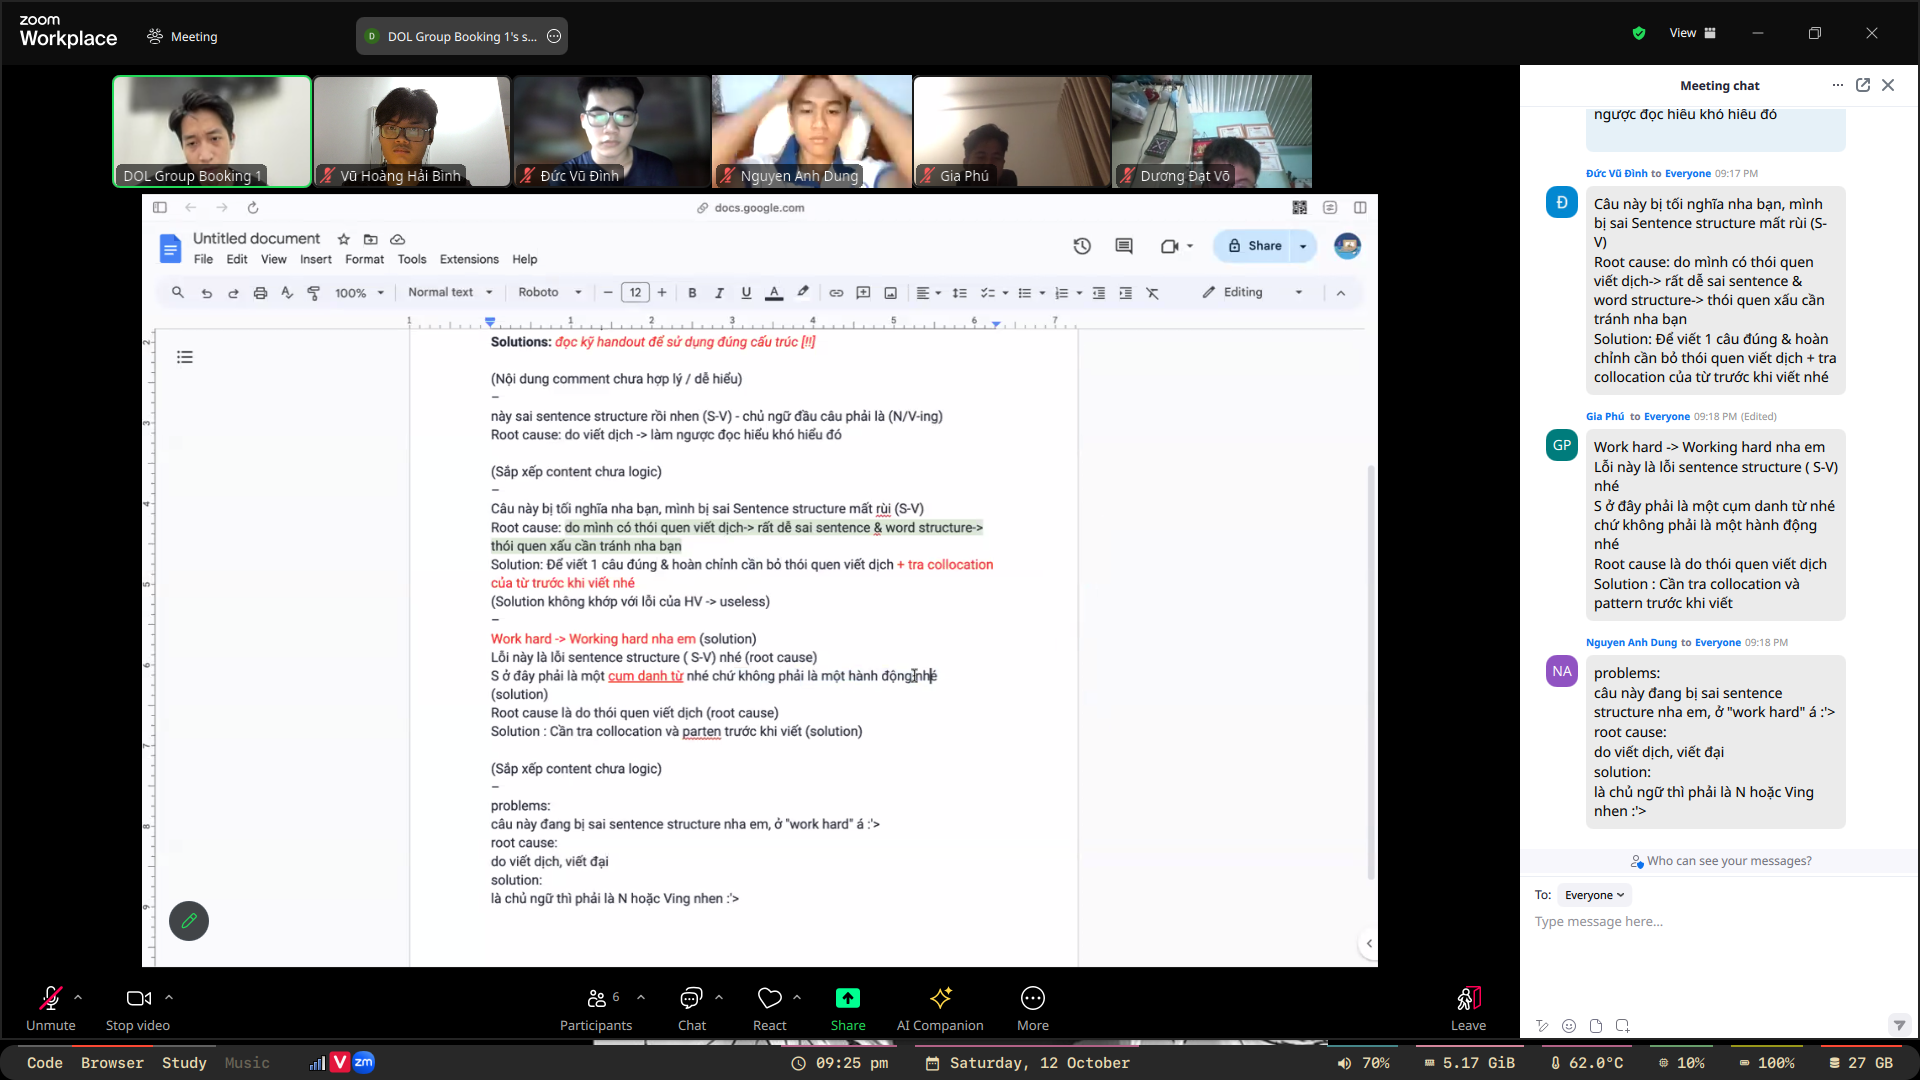 zoom
Workplace
Meeting
D
DOL Group Booking 1's s...
View
DOL Group Booking 1
Vũ Hoàng Hải Bình
Đức Vũ Đình
Nguyen Anh Dung
Gia Phú
Dương Đạt Võ
docs.google.com
Untitled document
File Edit View Insert Format Tools Extensions Help
Share
100%
Normal text
Roboto
12
Editing
1 1 2 3 4 5 6 7
2
3
4
5
6
7
8
9
Solutions: đọc kỹ handout để sử dụng đúng cấu trúc [!!]
(Nội dung comment chưa hợp lý / dễ hiểu)
–
này sai sentence structure rồi nhen (S-V) - chủ ngữ đầu câu phải là (N/V-ing)
Root cause: do viết dịch -> làm ngược đọc hiểu khó hiểu đó
(Sắp xếp content chưa logic)
–
Câu này bị tối nghĩa nha bạn, mình bị sai Sentence structure mất rùi (S-V)
Root cause: do mình có thói quen viết dịch-> rất dễ sai sentence & word structure->
thói quen xấu cần tránh nha bạn
Solution: Để viết 1 câu đúng & hoàn chỉnh cần bỏ thói quen viết dịch + tra collocation
của từ trước khi viết nhé
(Solution không khớp với lỗi của HV -> useless)
–
Work hard -> Working hard nha em (solution)
Lỗi này là lỗi sentence structure ( S-V) nhé (root cause)
S ở đây phải là một cụm danh từ nhé chứ không phải là một hành động nhé
(solution)
Root cause là do thói quen viết dịch (root cause)
Solution : Cần tra collocation và parten trước khi viết (solution)
(Sắp xếp content chưa logic)
–
problems:
câu này đang bị sai sentence structure nha em, ở "work hard" á :'>
root cause:
do viết dịch, viết đại
solution:
là chủ ngữ thì phải là N hoặc Ving nhen :'>
Meeting chat
ngược đọc hiểu khó hiểu đó
Đức Vũ Đình to Everyone 09:17 PM
Đ
Câu này bị tối nghĩa nha bạn, mình
bị sai Sentence structure mất rùi (S-
V)
Root cause: do mình có thói quen
viết dịch-> rất dễ sai sentence &
word structure-> thói quen xấu cần
tránh nha bạn
Solution: Để viết 1 câu đúng & hoàn
chỉnh cần bỏ thói quen viết dịch + tra
collocation của từ trước khi viết nhé
Gia Phú to Everyone 09:18 PM (Edited)
GP
Work hard -> Working hard nha em
Lỗi này là lỗi sentence structure ( S-V)
nhé
S ở đây phải là một cụm danh từ nhé
chứ không phải là một hành động
nhé
Root cause là do thói quen viết dịch
Solution : Cần tra collocation và
pattern trước khi viết
Nguyen Anh Dung to Everyone 09:18 PM
NA
problems:
câu này đang bị sai sentence
structure nha em, ở "work hard" á :'>
root cause:
do viết dịch, viết đại
solution:
là chủ ngữ thì phải là N hoặc Ving
nhen :'>
Who can see your messages?
To: Everyone
Type message here...
Unmute
Stop video
6
Participants
Chat
React
Share
AI Companion
More
Leave
Code Browser Study Music
V
zm
09:25 pm
Saturday, 12 October
70%
5.17 GiB
62.0°C
10%
100%
27 GB